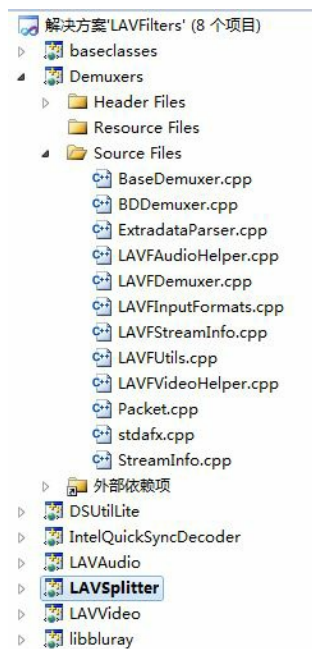 解决方案'LAVFilters' (8 个项目)
baseclasses
Demuxers
Header Files
Resource Files
Source Files
BaseDemuxer.cpp
BDDemuxer.cpp
ExtradataParser.cpp
LAVFAudioHelper.cpp
LAVFDemuxer.cpp
LAVFInputFormats.cpp
LAVFStreamInfo.cpp
LAVFUtils.cpp
LAVFVideoHelper.cpp
Packet.cpp
stdafx.cpp
StreamInfo.cpp
外部依赖项
DSUtilLite
IntelQuickSyncDecoder
LAVAudio
LAVSplitter
LAVVideo
libbluray